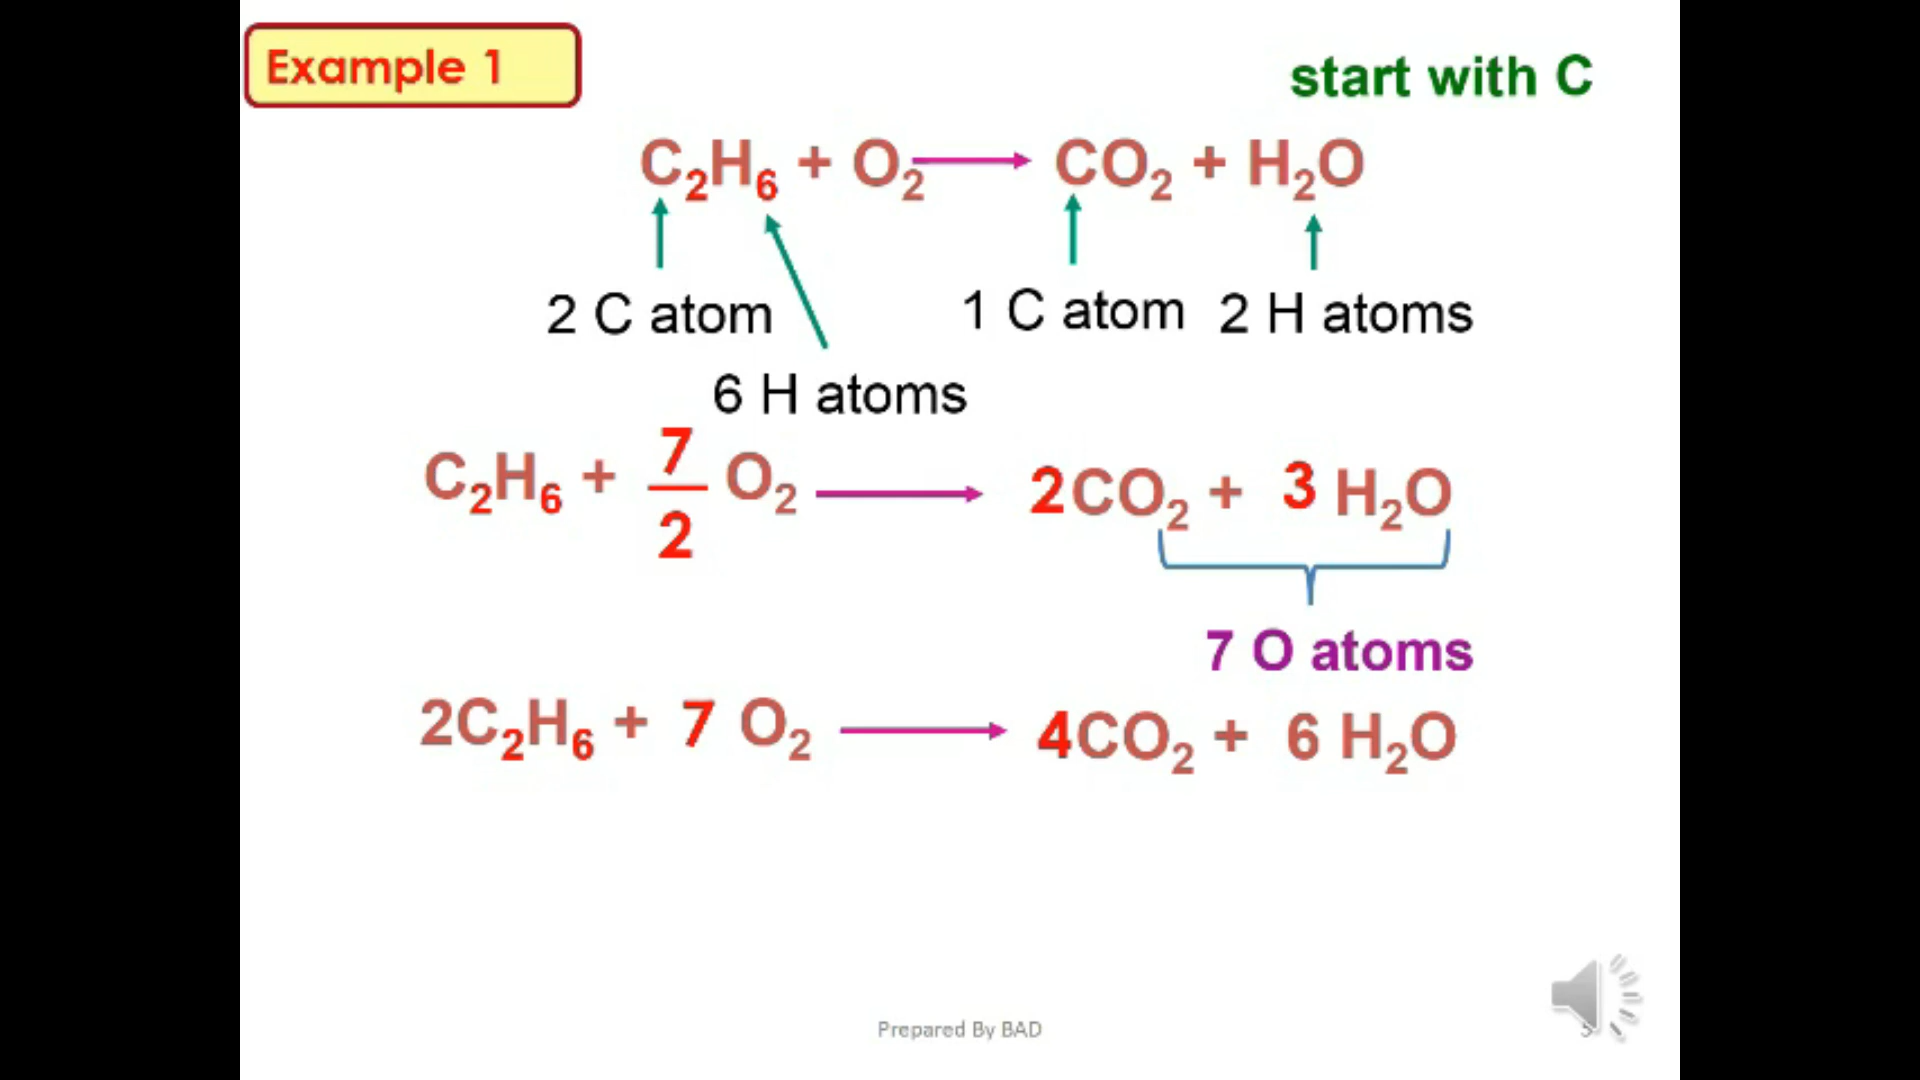 Example 1
start with C
C₂H₆ + O₂ → CO₂ + H₂O
2 C atom
1 C atom
2 H atoms
6 H atoms
C₂H₆ + 7/2 O₂ → 2CO₂ + 3 H₂O
7 O atoms
2C₂H₆ + 7 O₂ → 4CO₂ + 6 H₂O
Prepared By BAD
5